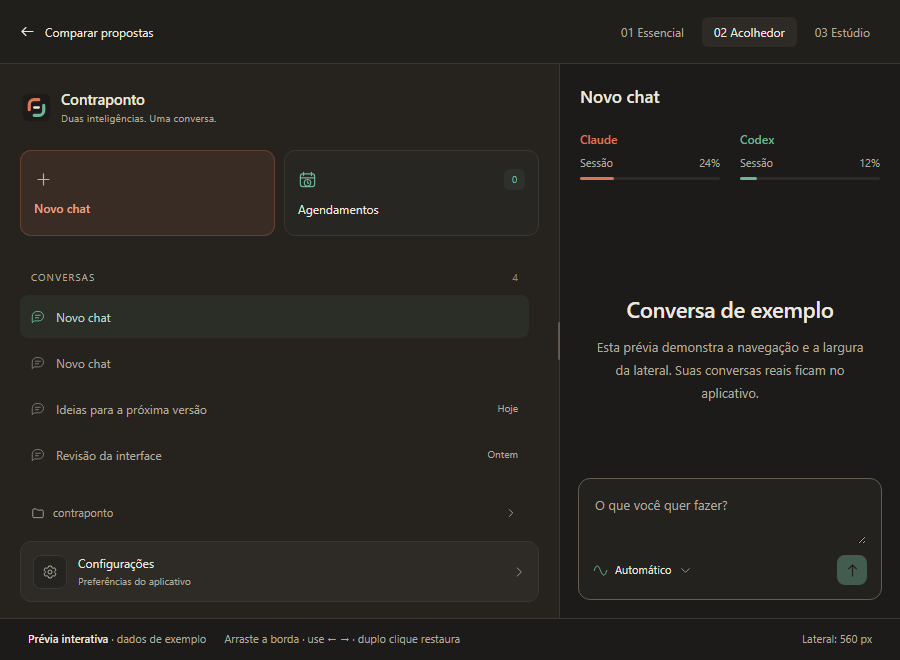 ← Comparar propostas
01 Essencial
02 Acolhedor
03 Estúdio
Contraponto
Duas inteligências. Uma conversa.
Novo chat
0
Agendamentos
CONVERSAS 4
Novo chat
Novo chat
Ideias para a próxima versão Hoje
Revisão da interface Ontem
contraponto
Configurações
Preferências do aplicativo
Novo chat
Claude
Sessão 24%
Codex
Sessão 12%
Conversa de exemplo
Esta prévia demonstra a navegação e a largura
da lateral. Suas conversas reais ficam no
aplicativo.
O que você quer fazer?
Automático
Prévia interativa · dados de exemplo
Arraste a borda · use ← → · duplo clique restaura
Lateral: 560 px